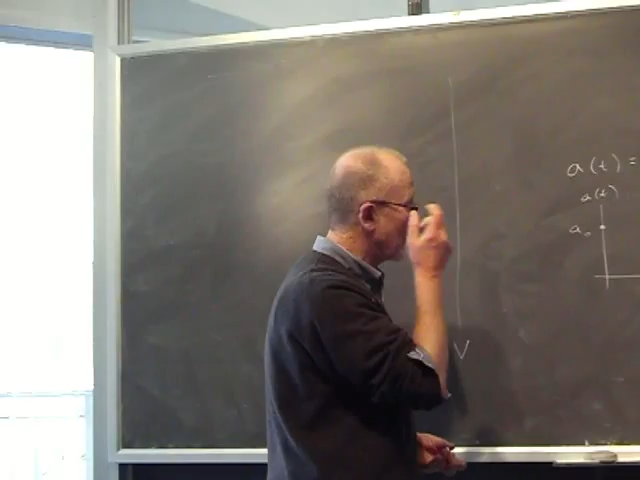 a(t) =
a(t)
a₀
V